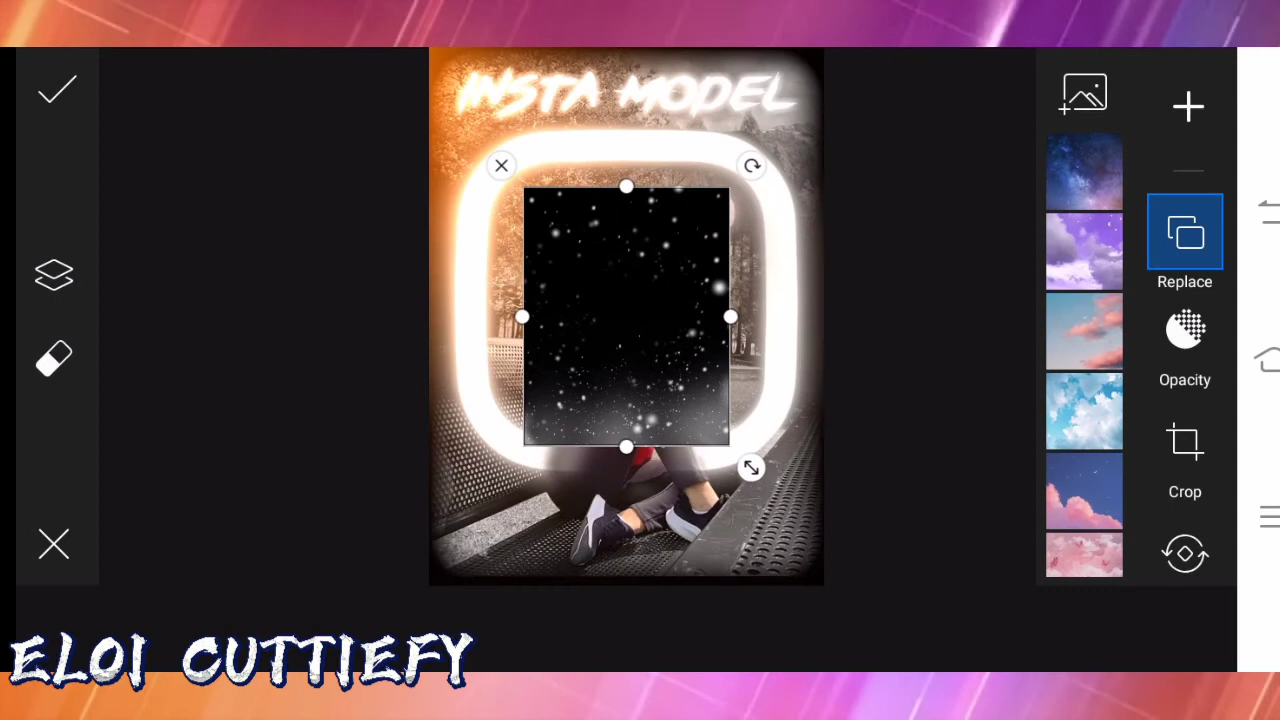 INSTA MODEL
Replace
Opacity
Crop
ELOI CUTTIEFY